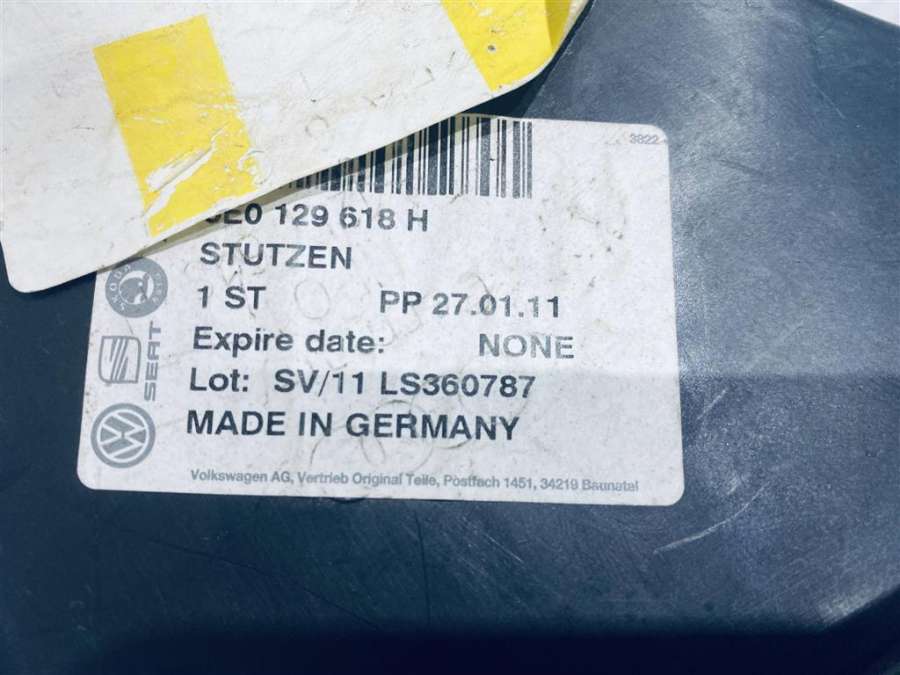 3822
E0 129 618 H
STUTZEN
1 ST PP 27.01.11
Expire date: NONE
Lot: SV/11 LS360787
MADE IN GERMANY
SEAT
Volkswagen AG, Vertrieb Original Teile, Postfach 1451, 34219 Baunatal